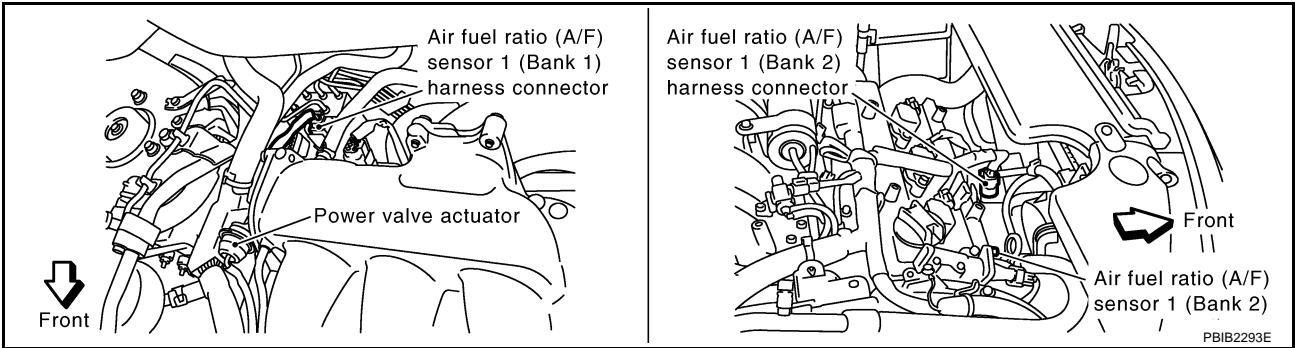 Air fuel ratio (A/F)
sensor 1 (Bank 1)
harness connector
Power valve actuator
Front
Air fuel ratio (A/F)
sensor 1 (Bank 2)
harness connector
Front
Air fuel ratio (A/F)
sensor 1 (Bank 2)
PBIB2293E